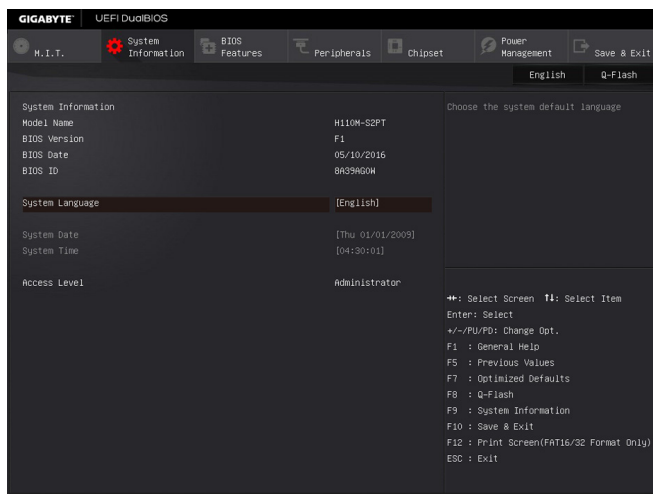 GIGABYTE™ UEFI DualBIOS
M.I.T. System Information BIOS Features Peripherals Chipset Power Management Save & Exit
English Q-Flash
System Information
Model Name H110M-S2PT
BIOS Version F1
BIOS Date 05/10/2016
BIOS ID 8A39AG0W
System Language [English]
System Date [Thu 01/01/2009]
System Time [04:30:01]
Access Level Administrator
Choose the system default language
→←: Select Screen ↑↓: Select Item
Enter: Select
+/-/PU/PD: Change Opt.
F1 : General Help
F5 : Previous Values
F7 : Optimized Defaults
F8 : Q-Flash
F9 : System Information
F10 : Save & Exit
F12 : Print Screen(FAT16/32 Format Only)
ESC : Exit